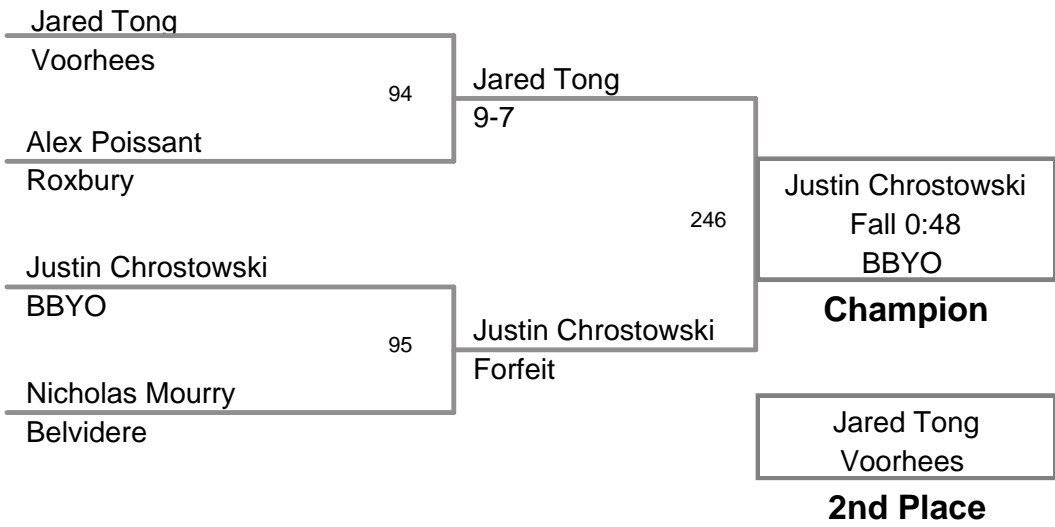 Jared Tong
Voorhees
94
Jared Tong
9-7
Alex Poissant
Roxbury
246
Justin Chrostowski
Fall 0:48
BBYO
Champion
Justin Chrostowski
BBYO
95
Justin Chrostowski
Forfeit
Nicholas Mourry
Belvidere
Jared Tong
Voorhees
2nd Place